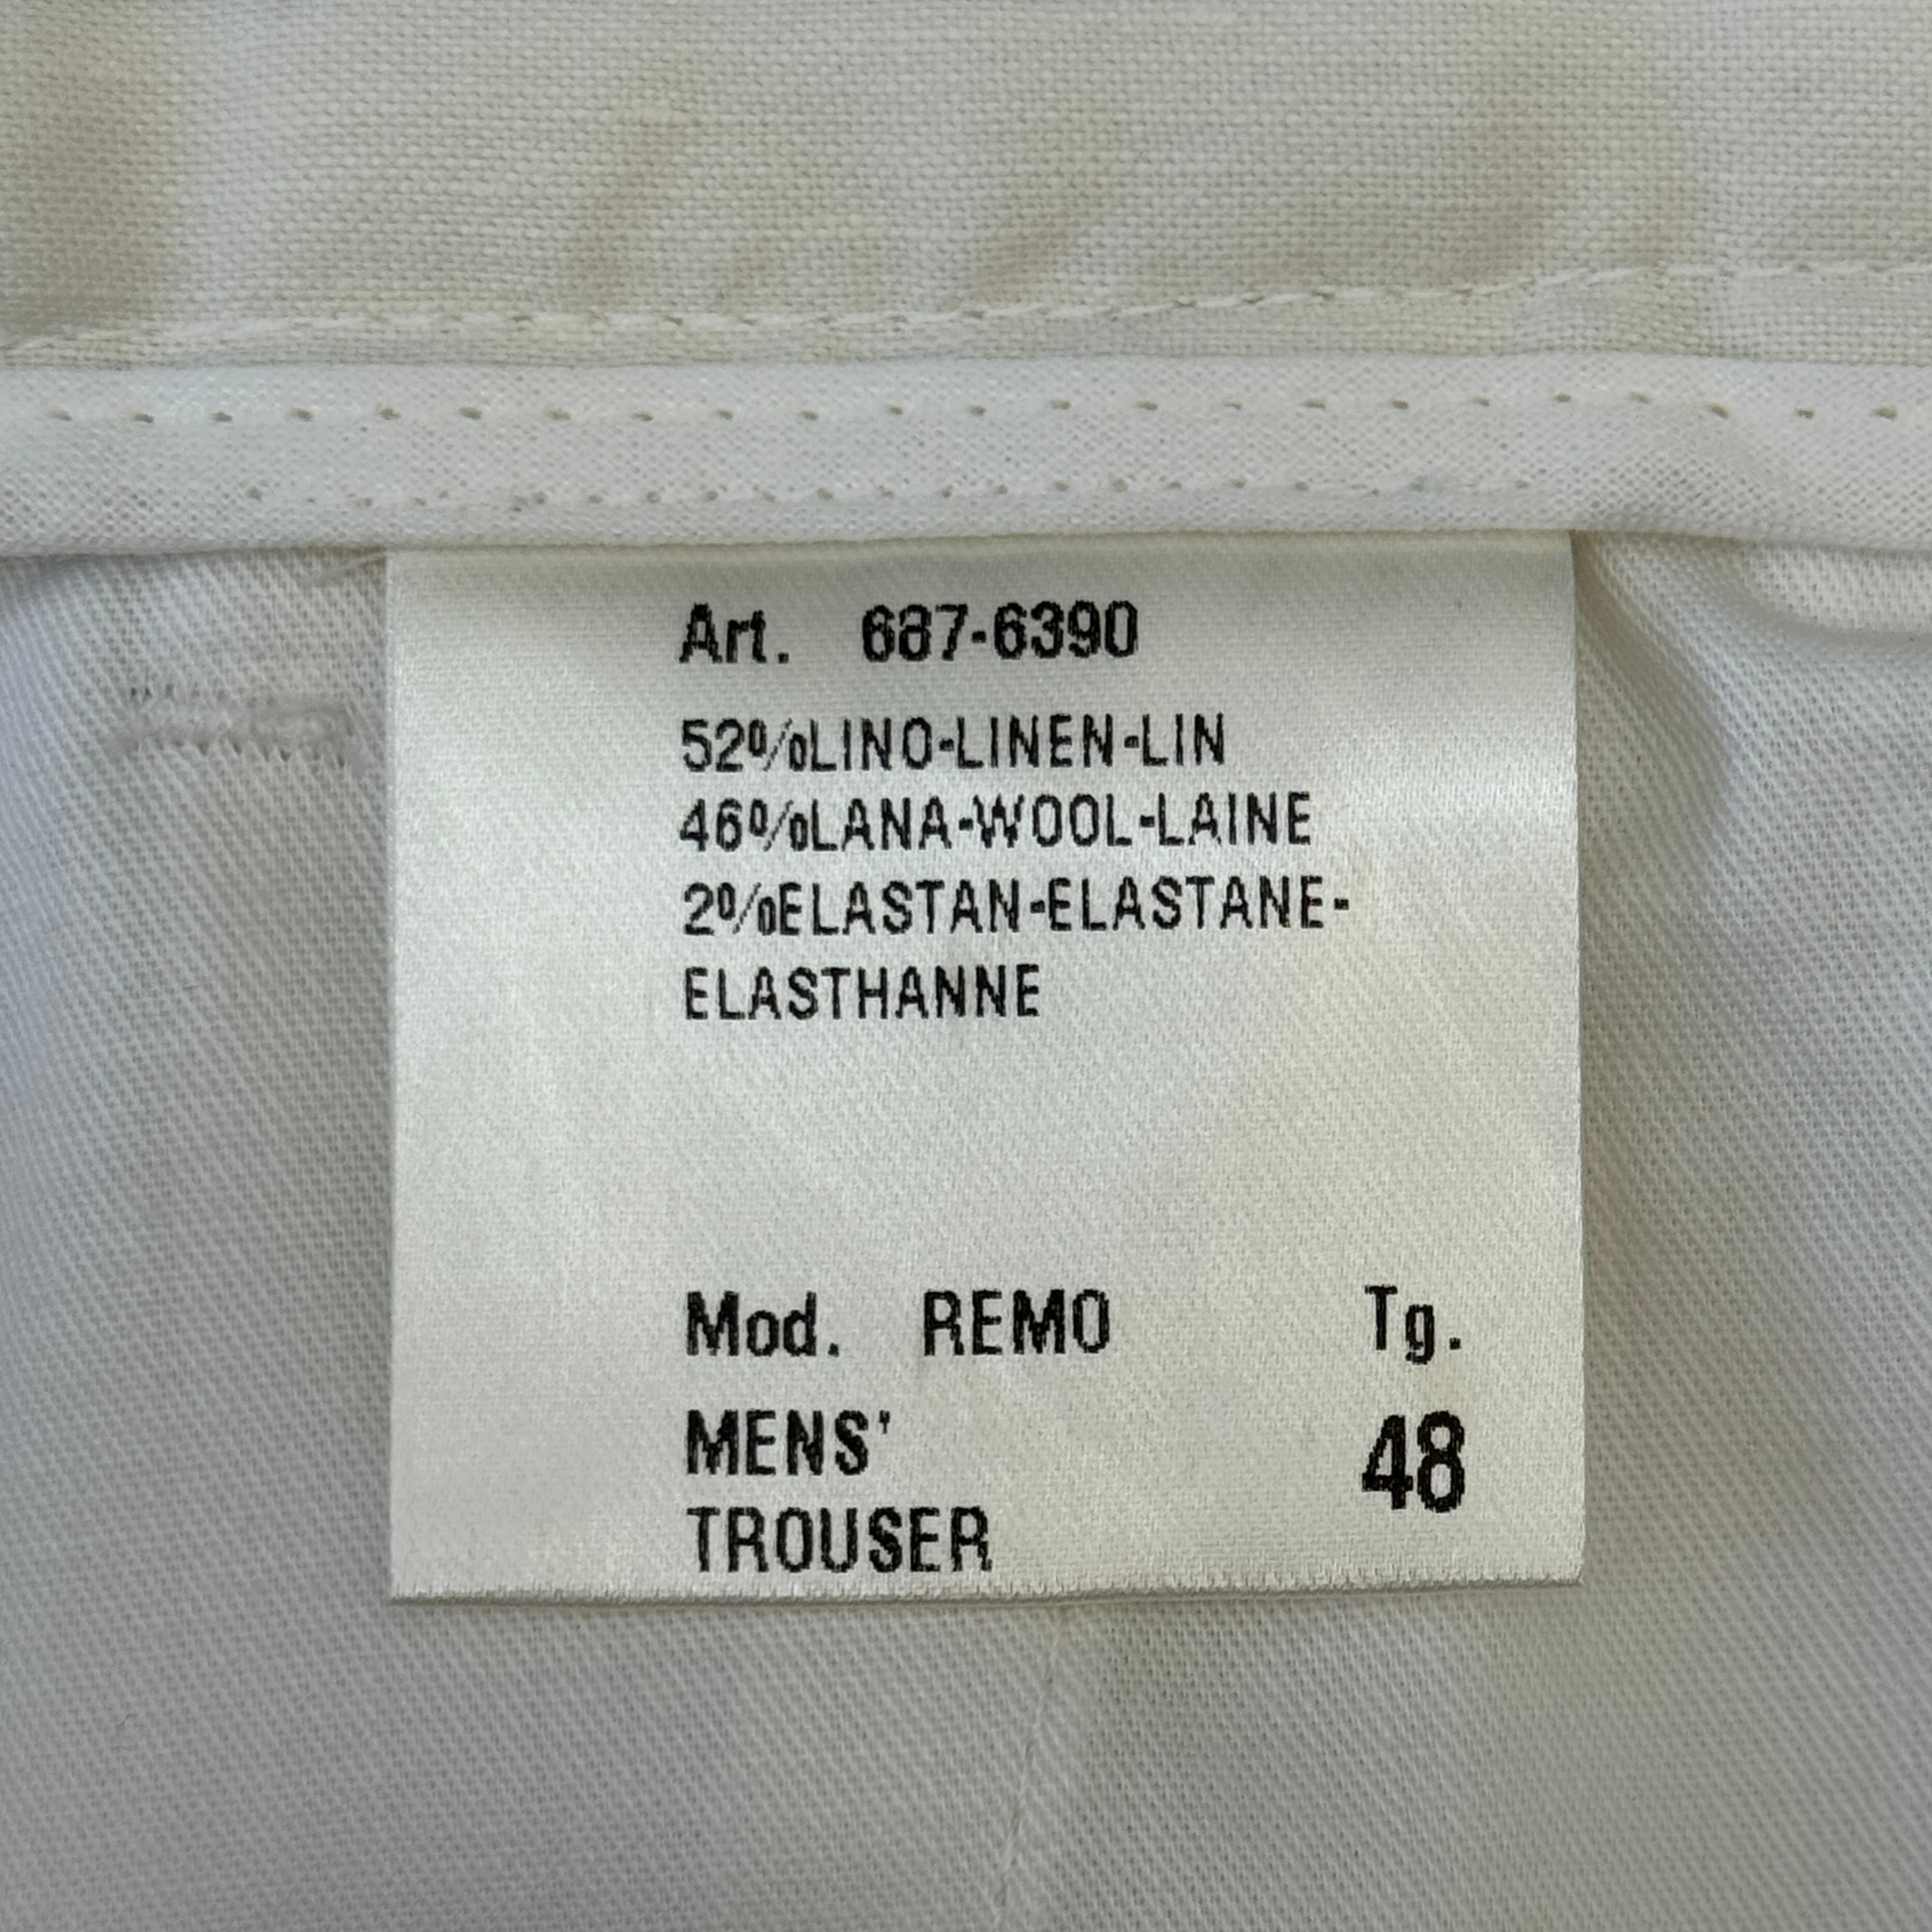 Art. 687-6390
52%LINO-LINEN-LIN
46%LANA-WOOL-LAINE
2%ELASTAN-ELASTANE-
ELASTHANNE
Mod. REMO Tg.
MENS' 48
TROUSER